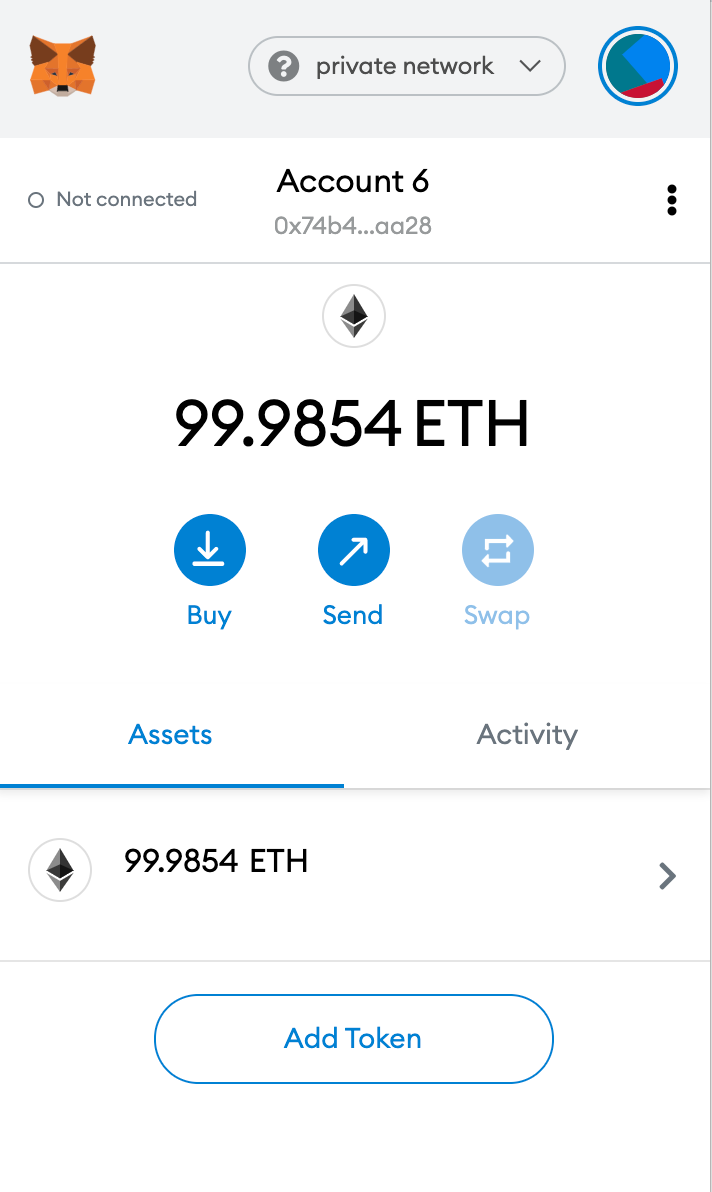 ? private network
Account 6
Not connected
0x74b4...aa28
99.9854 ETH
Buy Send Swap
Assets Activity
99.9854 ETH
Add Token